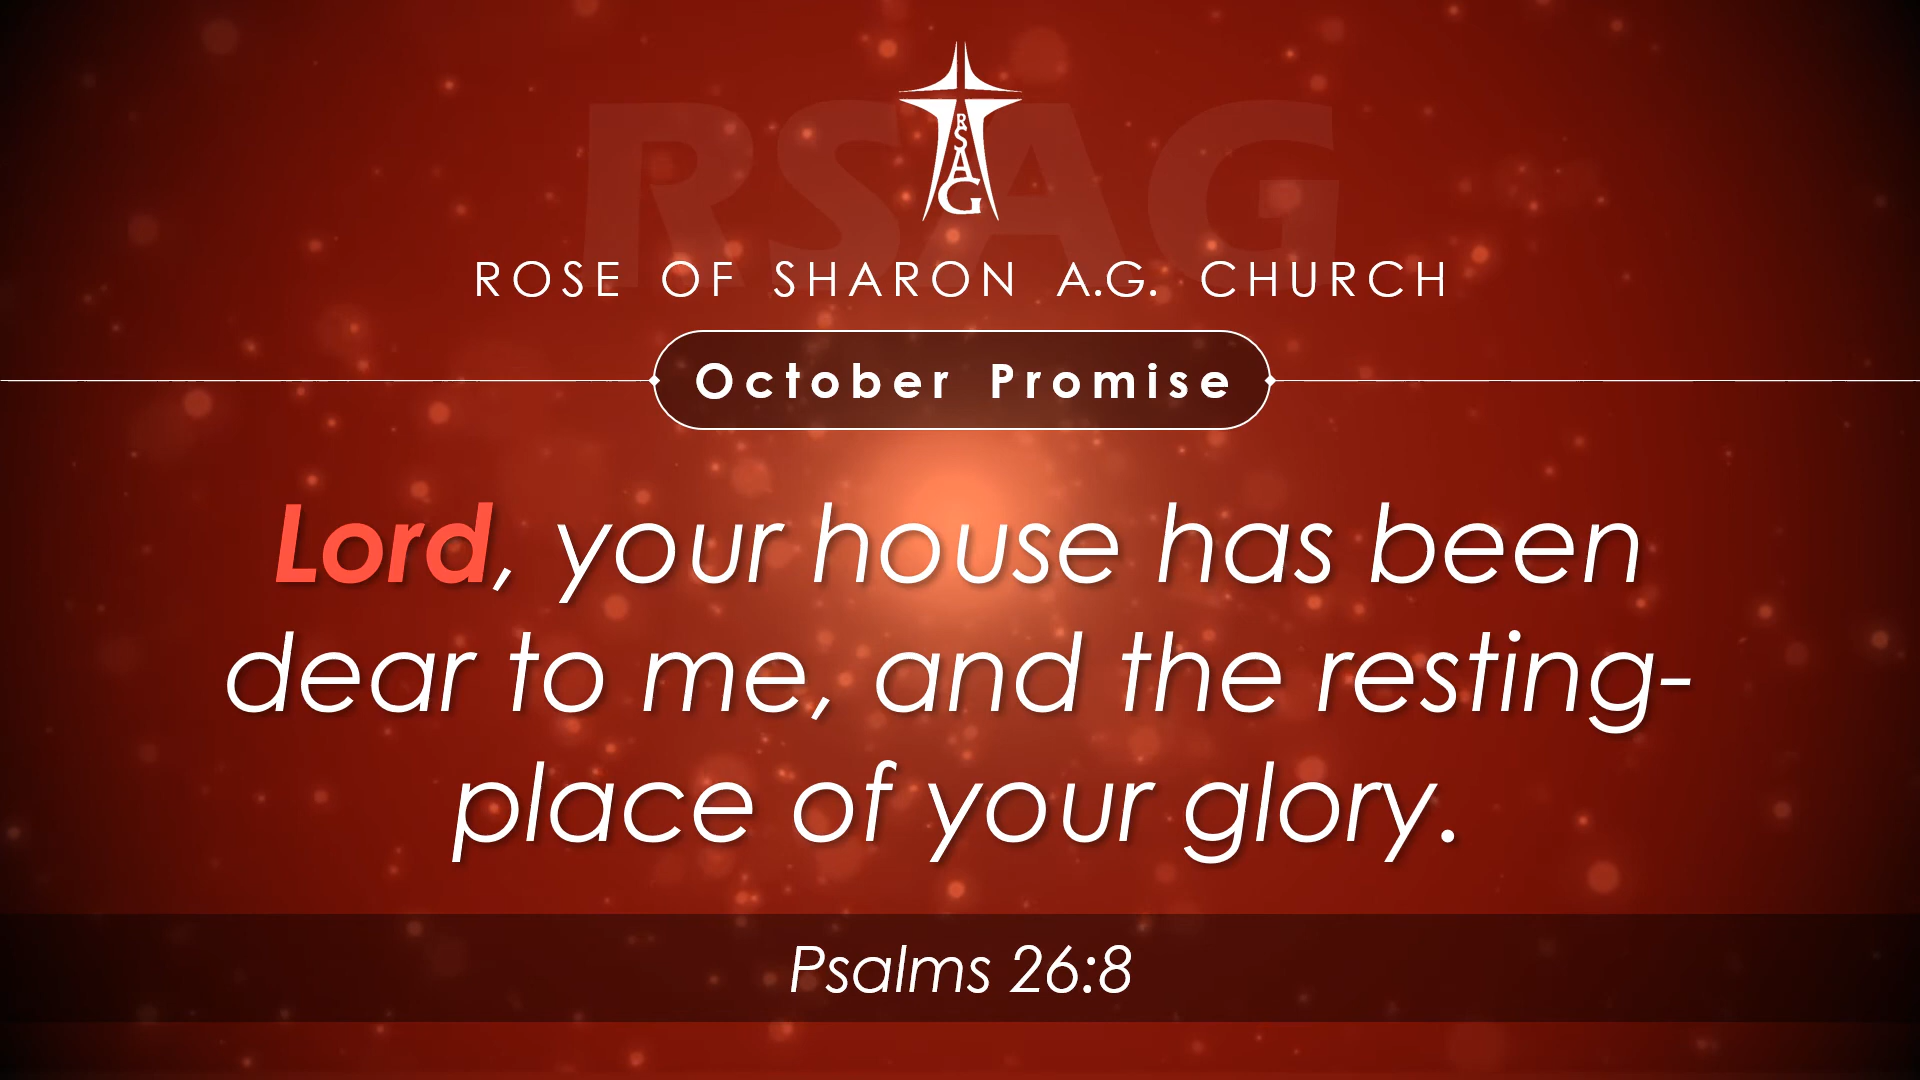 RSAG
R
S
A
G
ROSE OF SHARON A.G. CHURCH
October Promise
Lord, your house has been
dear to me, and the resting-
place of your glory.
Psalms 26:8